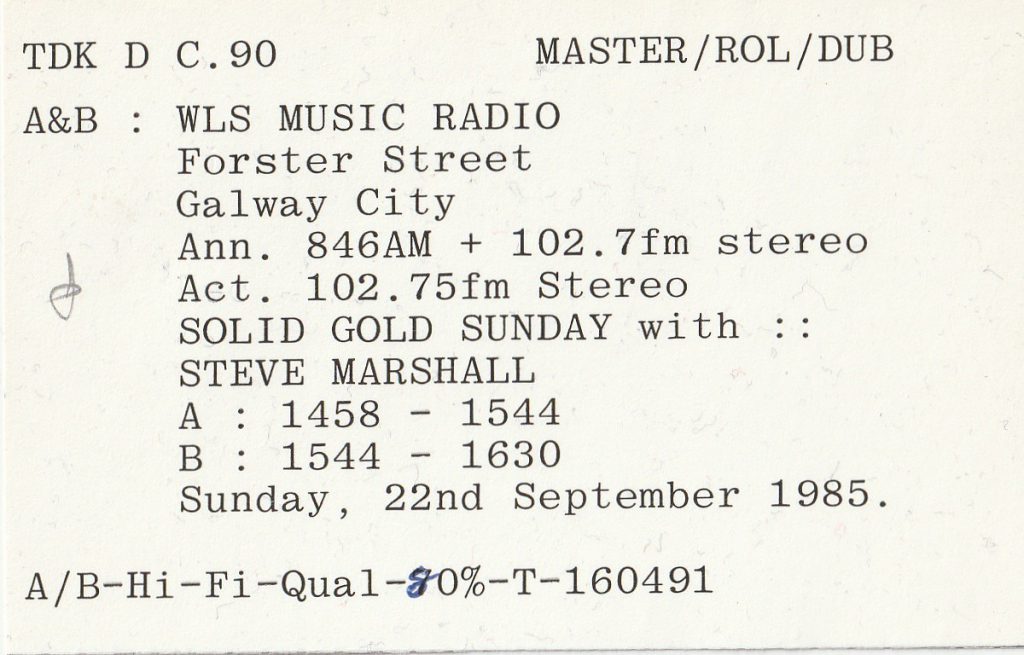 TDK D C.90 MASTER/ROL/DUB
A&B : WLS MUSIC RADIO
Forster Street
Galway City
Ann. 846AM + 102.7fm stereo
Act. 102.75fm Stereo
SOLID GOLD SUNDAY with ::
STEVE MARSHALL
A : 1458 - 1544
B : 1544 - 1630
Sunday, 22nd September 1985.
A/B-Hi-Fi-Qual-80%-T-160491